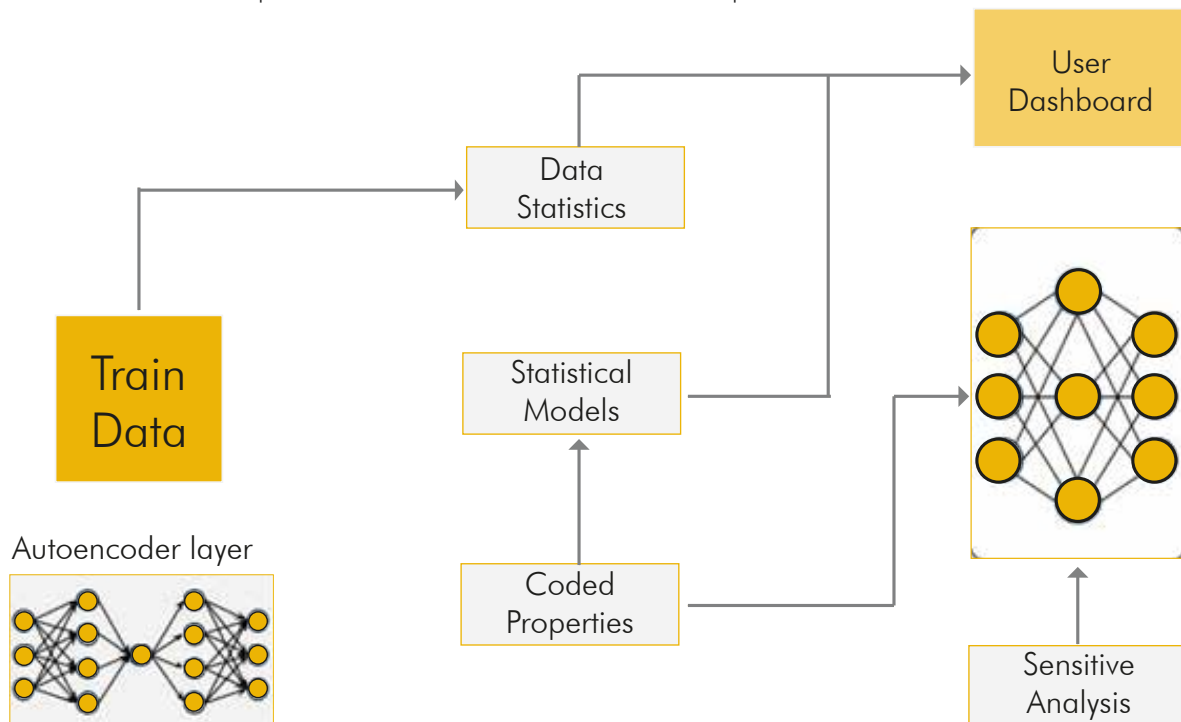 User
Dashboard
Data
Statistics
Train
Data
Statistical
Models
Autoencoder layer
Coded
Properties
Sensitive
Analysis